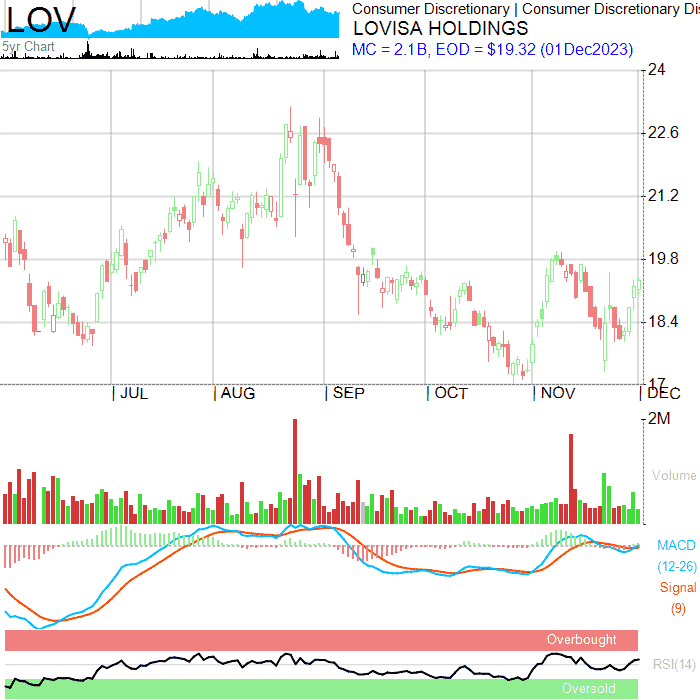 LOV
5yr Chart
Consumer Discretionary | Consumer Discretionary Dis
LOVISA HOLDINGS
MC = 2.1B, EOD = $19.32 (01Dec2023)
24
22.6
21.2
19.8
18.4
17
| JUL | AUG | SEP | OCT | NOV | DEC
2M
Volume
MACD
(12-26)
Signal
(9)
Overbought
RSI(14)
Oversold